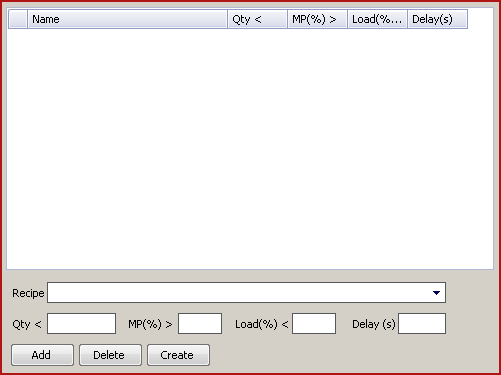 Name Qty < MP(%) > Load(%... Delay(s)
Recipe
Qty < MP(%) > Load(%) < Delay (s)
Add Delete Create